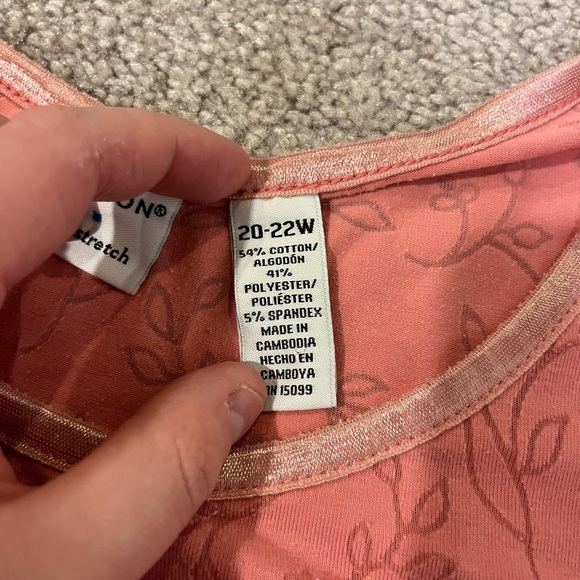 stretch
20-22W
54% COTTON/
ALGODÓN
41%
POLYESTER/
POLIÉSTER
5% SPANDEX
MADE IN
CAMBODIA
HECHO EN
CAMBOYA
RN 15099